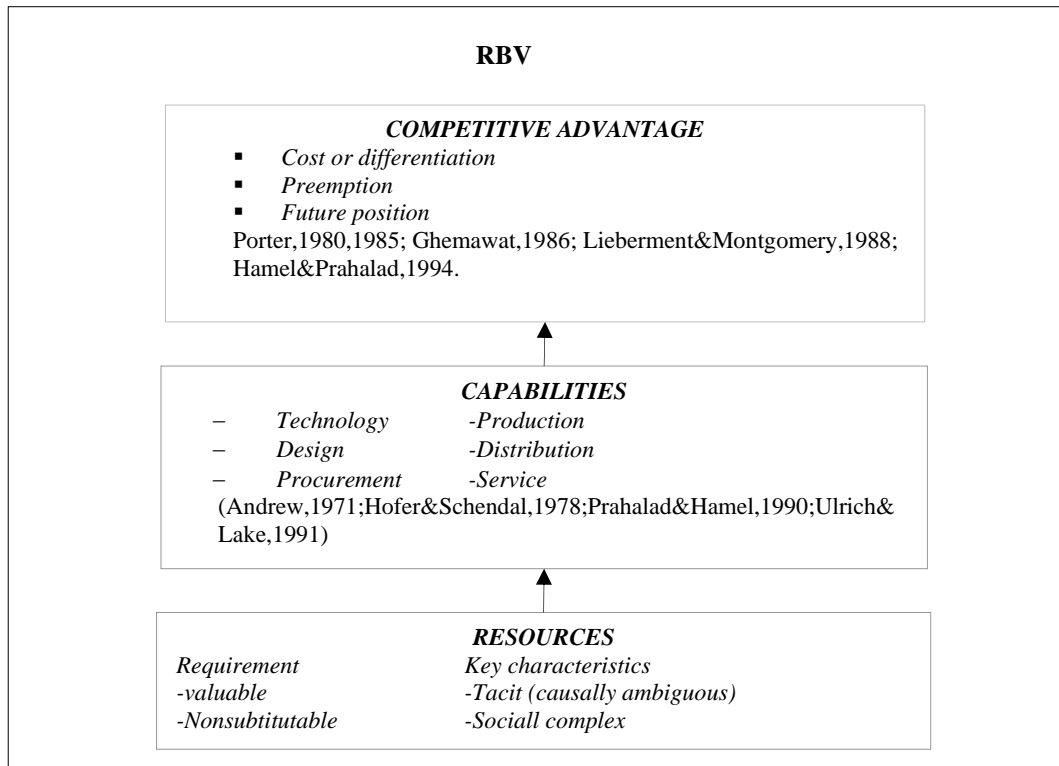 RBV
COMPETITIVE ADVANTAGE
▪ Cost or differentiation
▪ Preemption
▪ Future position
Porter,1980,1985; Ghemawat,1986; Lieberment&Montgomery,1988;
Hamel&Prahalad,1994.
CAPABILITIES
– Technology -Production
– Design -Distribution
– Procurement -Service
(Andrew,1971;Hofer&Schendal,1978;Prahalad&Hamel,1990;Ulrich&
Lake,1991)
RESOURCES
Requirement Key characteristics
-valuable -Tacit (causally ambiguous)
-Nonsubtitutable -Sociall complex